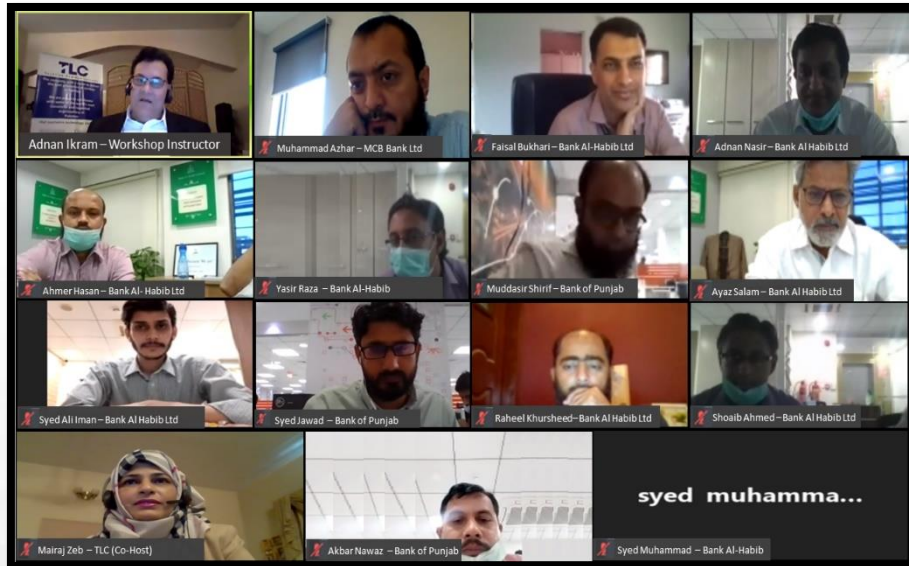 TLC
Adnan Ikram – Workshop Instructor
Muhammad Azhar – MCB Bank Ltd
Faisal Bukhari – Bank Al-Habib Ltd
Adnan Nasir – Bank Al Habib Ltd
Ahmer Hasan – Bank Al- Habib Ltd
Yasir Raza – Bank Al-Habib
Muddasir Shirif – Bank of Punjab
Ayaz Salam – Bank Al Habib Ltd
Syed Ali Iman – Bank Al Habib Ltd
Syed Jawad – Bank of Punjab
Raheel Khursheed–Bank Al Habib Ltd
Shoaib Ahmed – Bank Al Habib Ltd
syed muhamma...
Mairaj Zeb – TLC (Co-Host)
Akbar Nawaz – Bank of Punjab
Syed Muhammad – Bank Al-Habib